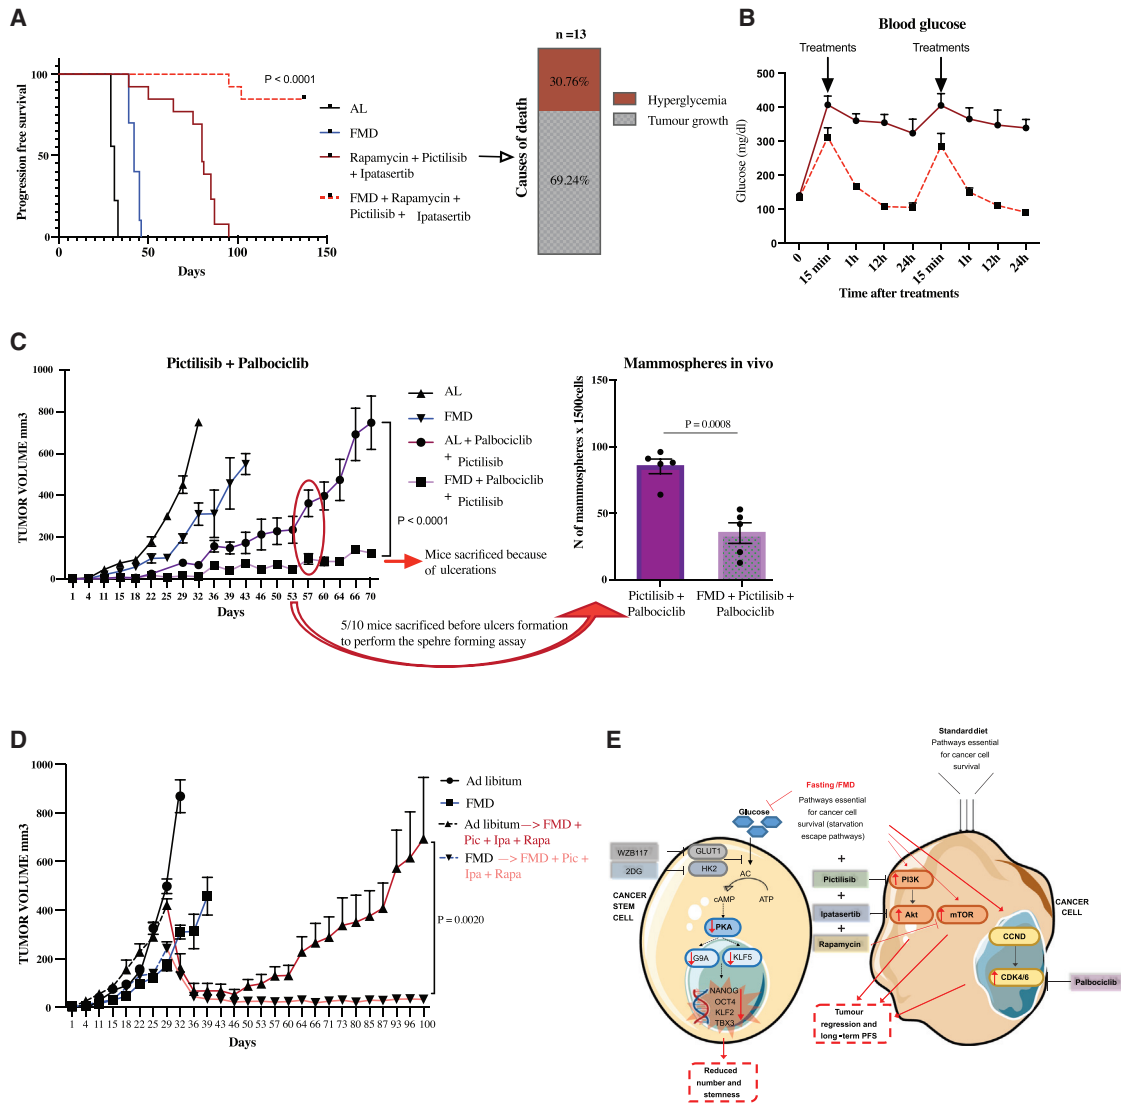 A
Progression free survival
100
50
0
0
50
100
150
Days
P < 0.0001
AL
FMD
Rapamycin + Pictilisib
+ Ipatasertib
FMD + Rapamycin +
Pictilisib + Ipatasertib
n =13
Causes of death
30.76%
69.24%
Hyperglycemia
Tumour growth
B
Blood glucose
Treatments
Treatments
Glucose (mg/dl)
500
400
300
200
100
0
0
15 min
1h
12h
24h
15 min
1h
12h
24h
Time after treatments
C
Pictilisib + Palbociclib
TUMOR VOLUME mm3
1000
800
600
400
200
0
1 4 11 15 18 22 25 29 32 36 39 43 46 50 53 57 60 64 66 70
Days
AL
FMD
AL + Palbociclib
+
Pictilisib
FMD + Palbociclib
+
Pictilisib
P < 0.0001
Mice sacrificed because
of ulcerations
5/10 mice sacrificed before ulcers formation
to perform the spehre forming assay
Mammospheres in vivo
N of mammospheres x 1500cells
150
100
50
0
P = 0.0008
Pictilisib +
Palbociclib
FMD + Pictilisib +
Palbociclib
D
TUMOR VOLUME mm3
1000
800
600
400
200
0
1 4 8 11 15 18 22 25 29 32 36 39 43 46 50 53 57 60 64 66 71 73 80 85 87 93 96 100
Days
Ad libitum
FMD
Ad libitum —> FMD +
Pic + Ipa + Rapa
FMD —> FMD + Pic +
Ipa + Rapa
P = 0.0020
E
Standard diet
Pathways essential
for cancer cell
survival
Fasting /FMD
Pathways essential
for cancer cell
survival (starvation
escape pathways)
Glucose
WZB117
GLUT1
2DG
HK2
AC
cAMP
ATP
CANCER
STEM
CELL
PKA
G9A
KLF5
NANOG
OCT4
KLF2
TBX3
Reduced
number and
stemness
+
Pictilisib
+
Ipatasertib
+
Rapamycin
PI3K
Akt
mTOR
CANCER
CELL
CCND
CDK4/6
Palbociclib
Tumour
regression and
long-term PFS